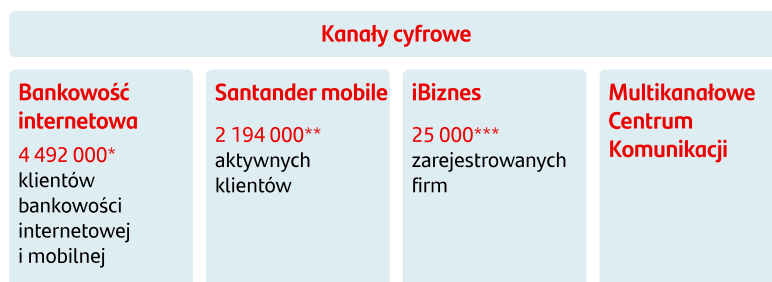 Kanały cyfrowe
Bankowość
internetowa
4 492 000*
klientów
bankowości
internetowej
i mobilnej
Santander mobile
2 194 000**
aktywnych
klientów
iBiznes
25 000***
zarejestrowanych
firm
Multikanałowe
Centrum
Komunikacji